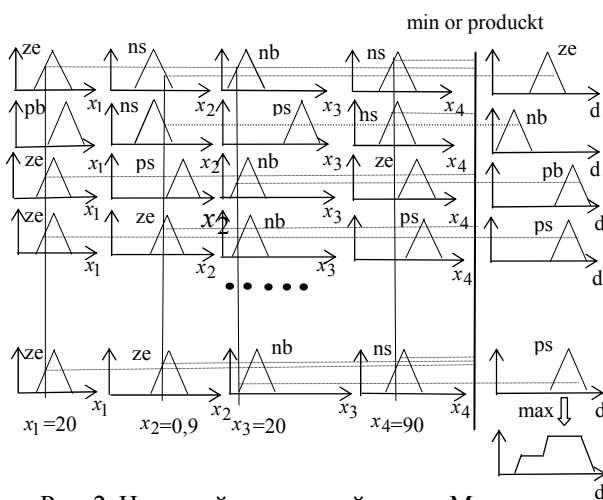 min or produckt
ze ns nb ns ze
x1 x2 x3 x4 d
pb ns ps ns nb
x1 x2 x3 x4 d
ze ps nb ze pb
x1 x2 x3 x4 d
ze ze nb ps ps
x1 x2 x3 x4 d
ze ze nb ns ps
x1 x2 x3 x4 d
x1=20 x2=0,9 x3=20 x4=90 max
d